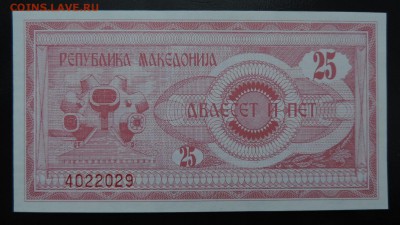 COINS.LAVE.RU
РЕПУБЛИКА МАКЕДОНИЈА
25
ДВАЕСЕТ И ПЕТ
25
4022029